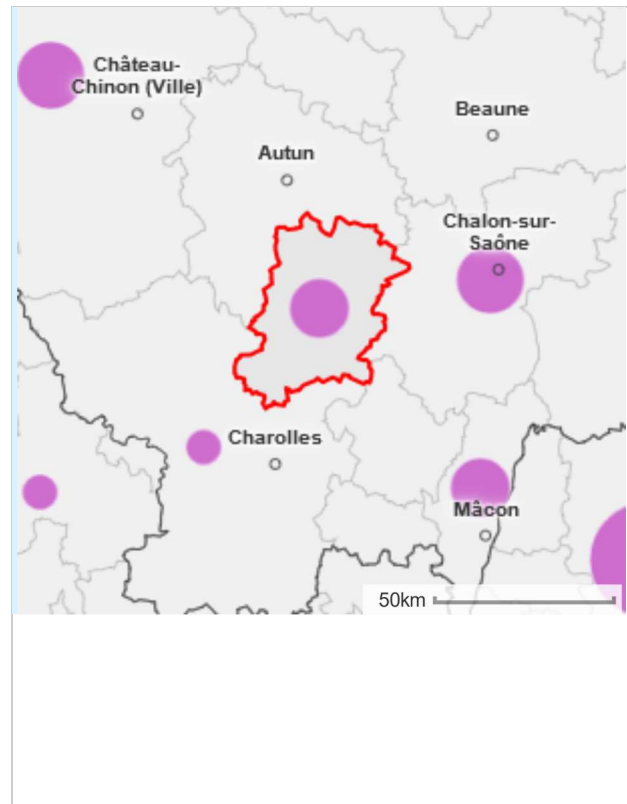 Château-
Chinon (Ville)
Beaune
Autun
Chalon-sur-
Saône
Charolles
Mâcon
50km